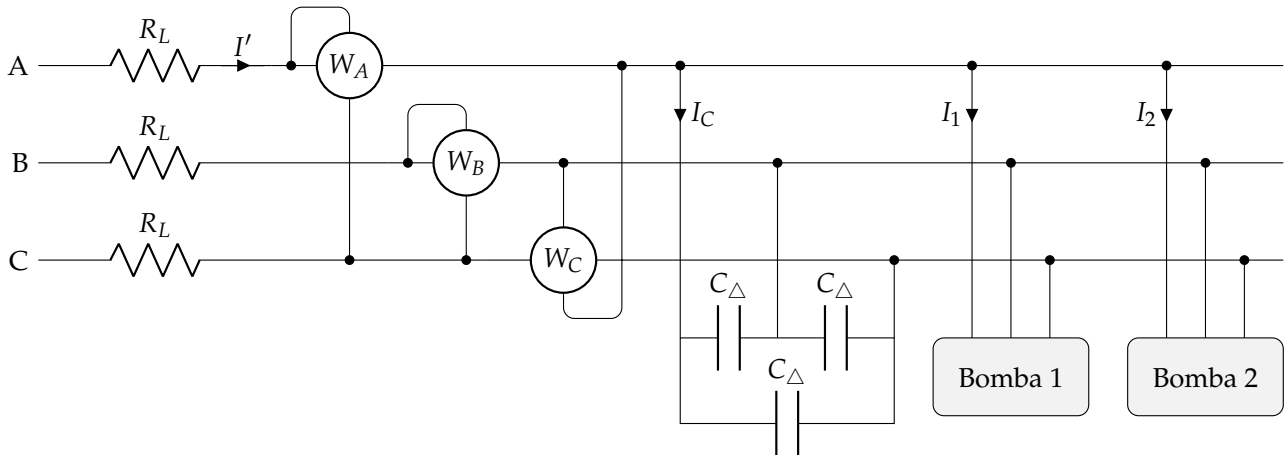 A
R_L
I'
W_A
B
R_L
W_B
C
R_L
W_C
I_C
I_1
I_2
C_△
C_△
C_△
Bomba 1
Bomba 2